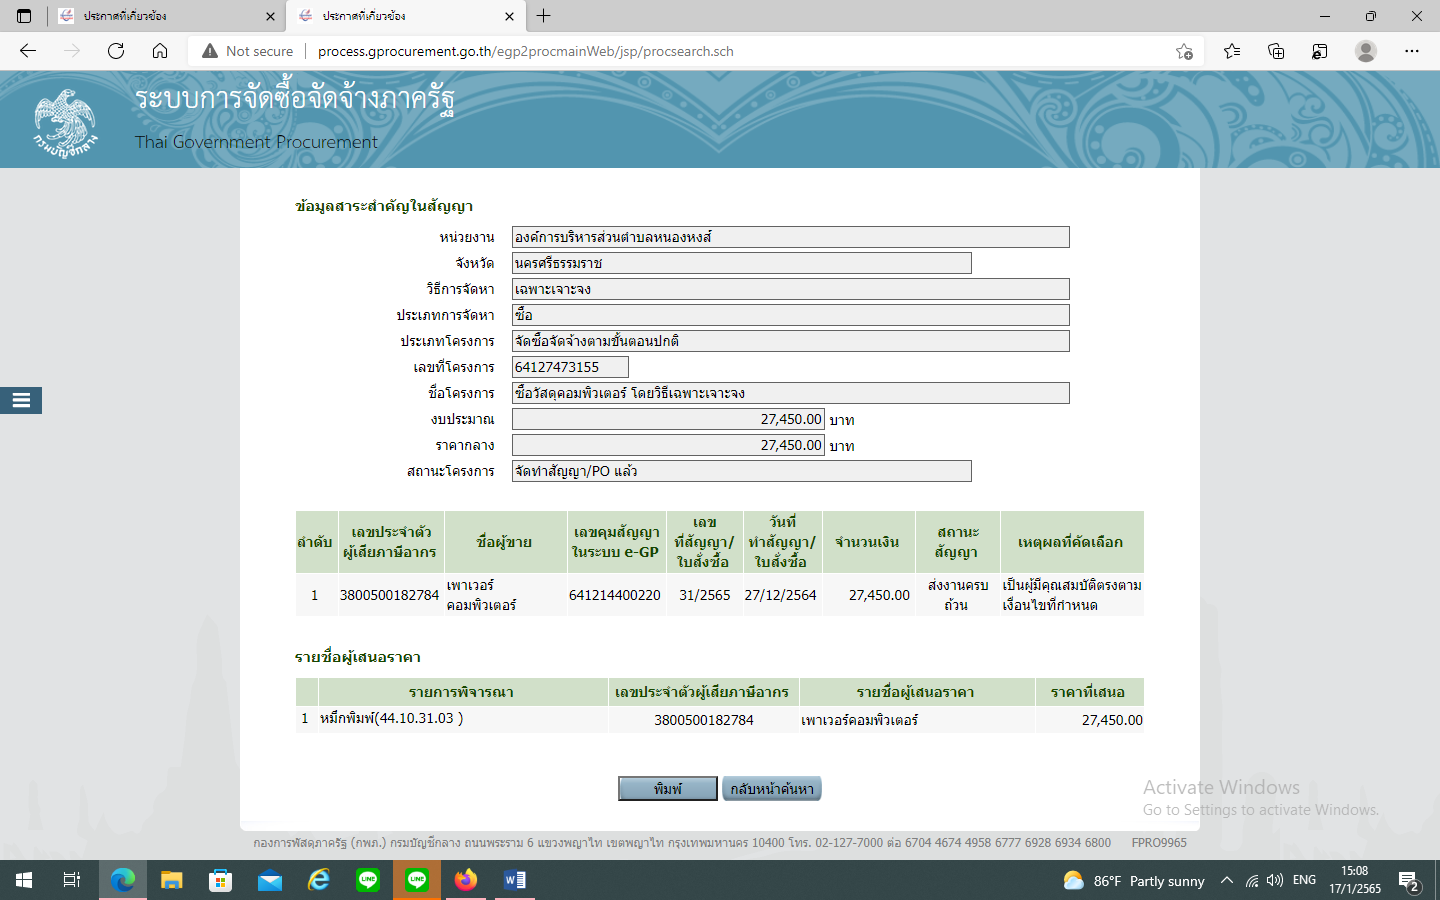 ประกาศที่เกี่ยวข้อง
ประกาศที่เกี่ยวข้อง
Not secure
process.gprocurement.go.th/egp2procmainWeb/jsp/procsearch.sch
ระบบการจัดซื้อจัดจ้างภาครัฐ
Thai Government Procurement
กรมบัญชีกลาง
ข้อมูลสาระสำคัญในสัญญา
หน่วยงาน องค์การบริหารส่วนตำบลหนองหงส์
จังหวัด นครศรีธรรมราช
วิธีการจัดหา เฉพาะเจาะจง
ประเภทการจัดหา ซื้อ
ประเภทโครงการ จัดซื้อจัดจ้างตามขั้นตอนปกติ
เลขที่โครงการ 64127473155
ชื่อโครงการ ซื้อวัสดุคอมพิวเตอร์ โดยวิธีเฉพาะเจาะจง
งบประมาณ 27,450.00 บาท
ราคากลาง 27,450.00 บาท
สถานะโครงการ จัดทำสัญญา/PO แล้ว
ลำดับ เลขประจำตัวผู้เสียภาษีอากร ชื่อผู้ขาย เลขคุมสัญญาในระบบ e-GP เลขที่สัญญา/ใบสั่งซื้อ วันที่ทำสัญญา/ใบสั่งซื้อ จำนวนเงิน สถานะสัญญา เหตุผลที่คัดเลือก
1 3800500182784 เพาเวอร์คอมพิวเตอร์ 641214400220 31/2565 27/12/2564 27,450.00 ส่งงานครบถ้วน เป็นผู้มีคุณสมบัติตรงตามเงื่อนไขที่กำหนด
รายชื่อผู้เสนอราคา
รายการพิจารณา เลขประจำตัวผู้เสียภาษีอากร รายชื่อผู้เสนอราคา ราคาที่เสนอ
1 หมึกพิมพ์(44.10.31.03 ) 3800500182784 เพาเวอร์คอมพิวเตอร์ 27,450.00
พิมพ์ กลับหน้าค้นหา
Activate Windows
Go to Settings to activate Windows.
กองการพัสดุภาครัฐ (กพภ.) กรมบัญชีกลาง ถนนพระราม 6 แขวงพญาไท เขตพญาไท กรุงเทพมหานคร 10400 โทร. 02-127-7000 ต่อ 6704 4674 4958 6777 6928 6934 6800 FPRO9965
86°F Partly sunny ENG 15:08
17/1/2565 2